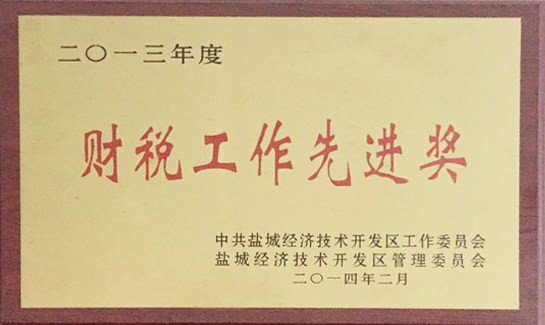 二〇一三年度
财税工作先进奖
中共盐城经济技术开发区工作委员会
盐城经济技术开发区管理委员会
二〇一四年二月